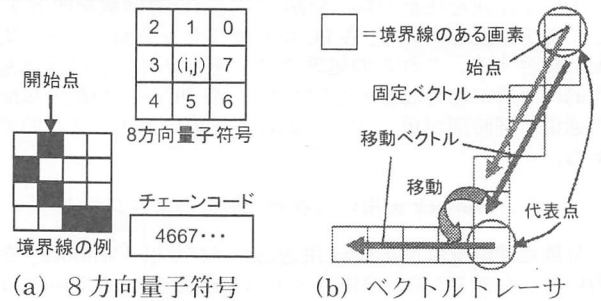 開始点
2 1 0
3 (i,j) 7
4 5 6
8方向量子符号
境界線の例
チェーンコード
4667・・・
(a) 8方向量子符号
=境界線のある画素
始点
固定ベクトル
移動ベクトル
移動
代表点
(b) ベクトルトレーサ